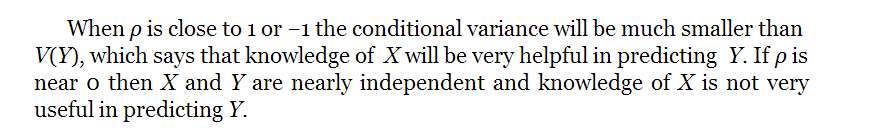 When ρ is close to 1 or −1 the conditional variance will be much smaller than
V(Y), which says that knowledge of X will be very helpful in predicting Y. If ρ is
near 0 then X and Y are nearly independent and knowledge of X is not very
useful in predicting Y.